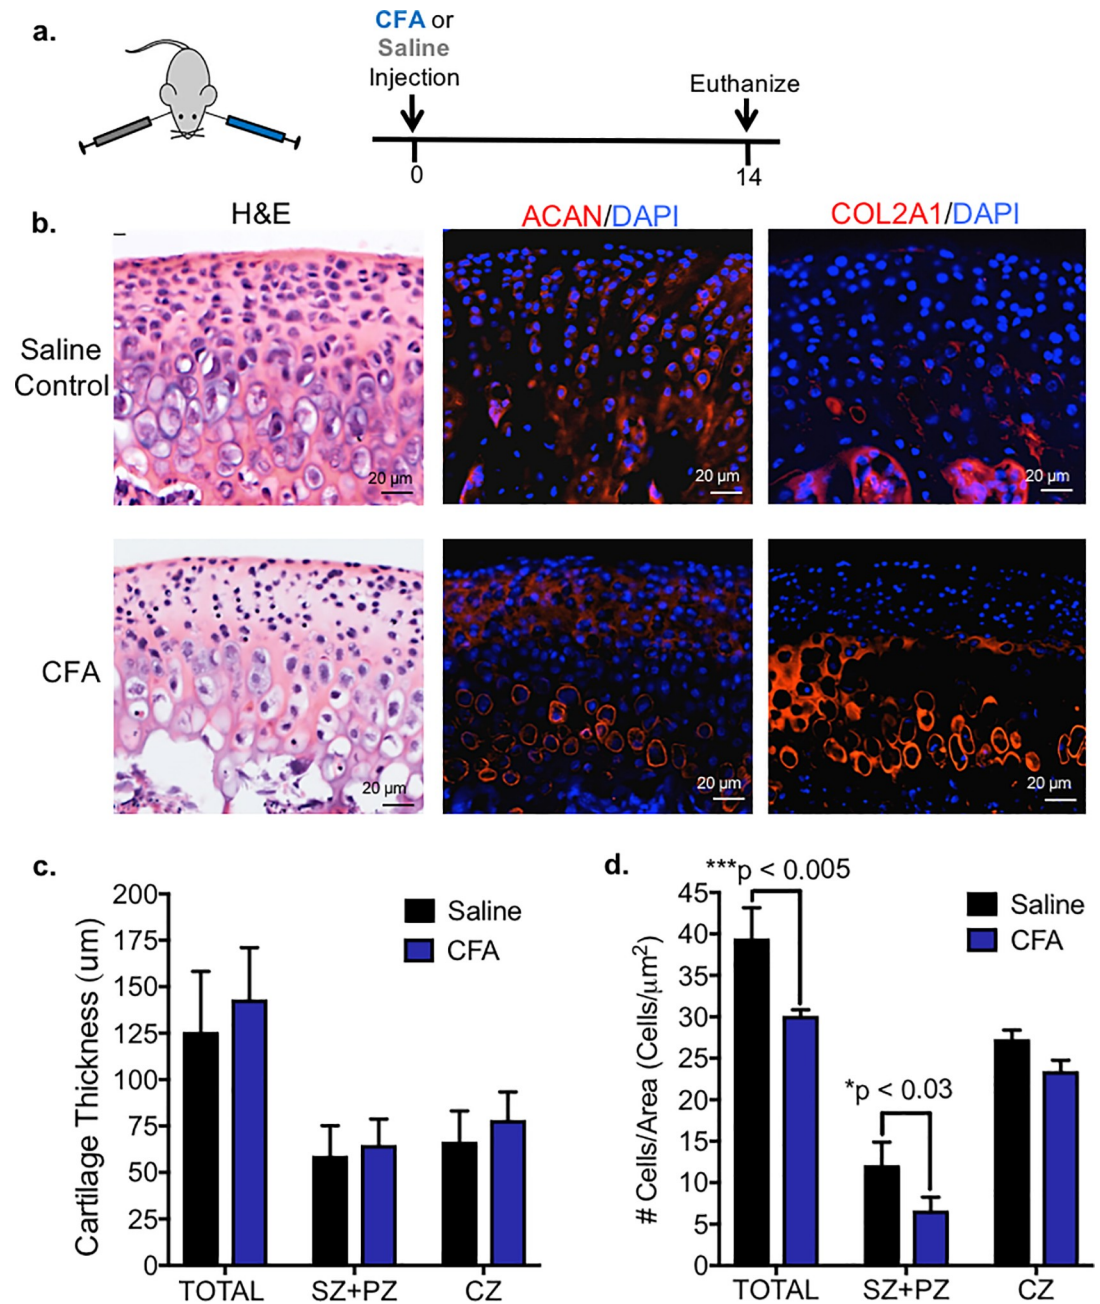 a.
CFA or
Saline
Injection
Euthanize
0
14
b.
H&E
ACAN/DAPI
COL2A1/DAPI
Saline
Control
20 µm
20 µm
20 µm
CFA
20 µm
20 µm
20 µm
c.
Cartilage Thickness (um)
200
175
150
125
100
75
50
25
0
Saline
CFA
TOTAL
SZ+PZ
CZ
d.
# Cells/Area (Cells/μm²)
45
40
35
30
25
20
15
10
5
0
***p < 0.005
*p < 0.03
Saline
CFA
TOTAL
SZ+PZ
CZ